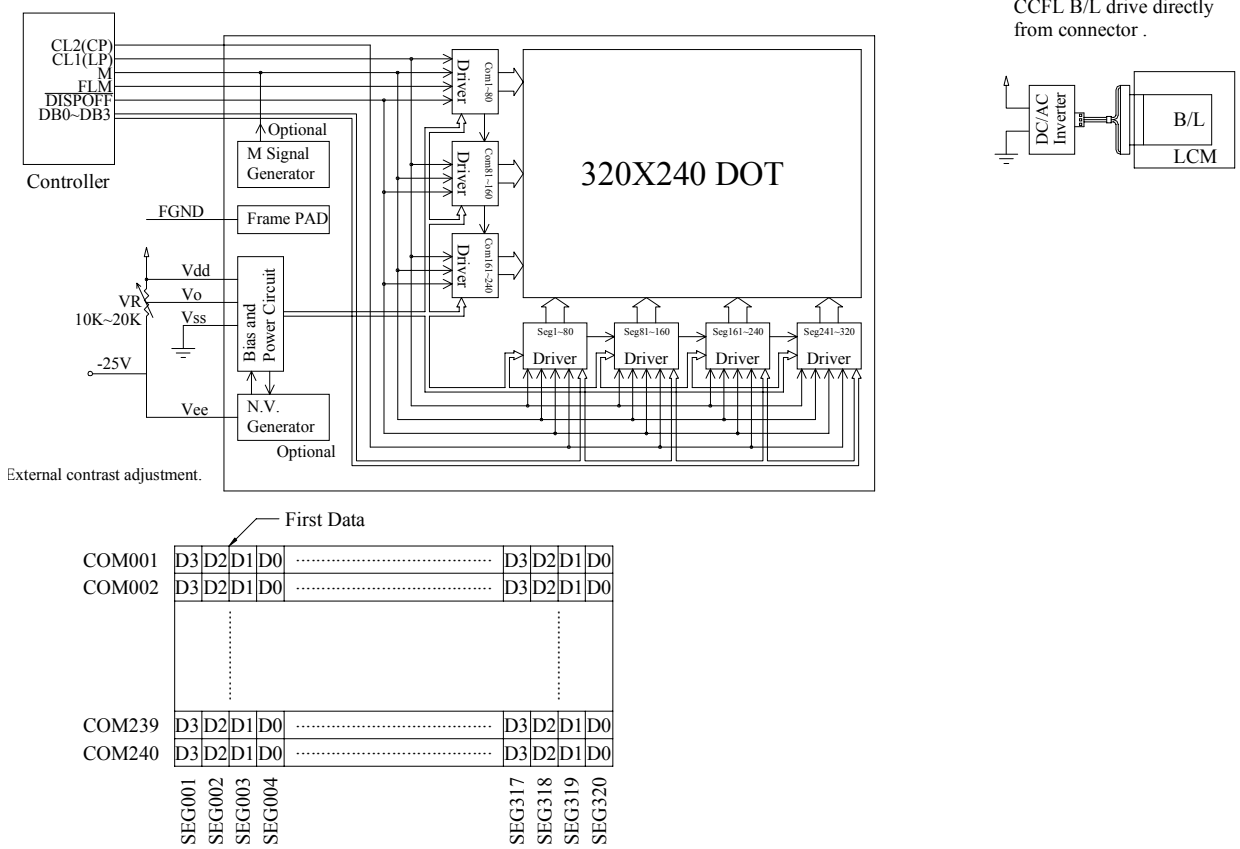 CCFL B/L drive directly
from connector .
CL2(CP)
CL1(LP)
M
FLM
DISPOFF
DB0~DB3
Controller
Optional
M Signal
Generator
FGND
Frame PAD
Vdd
Vo
VR
10K~20K
Vss
-25V
Vee
Bias and
Power Circuit
N.V.
Generator
Optional
External contrast adjustment.
Driver
Com1~80
Driver
Com81~160
Driver
Com161~240
320X240 DOT
Seg1~80
Driver
Seg81~160
Driver
Seg161~240
Driver
Seg241~320
Driver
DC/AC
Inverter
B/L
LCM
First Data
COM001 D3 D2 D1 D0 D3 D2 D1 D0
COM002 D3 D2 D1 D0 D3 D2 D1 D0
COM239 D3 D2 D1 D0 D3 D2 D1 D0
COM240 D3 D2 D1 D0 D3 D2 D1 D0
SEG001
SEG002
SEG003
SEG004
SEG317
SEG318
SEG319
SEG320